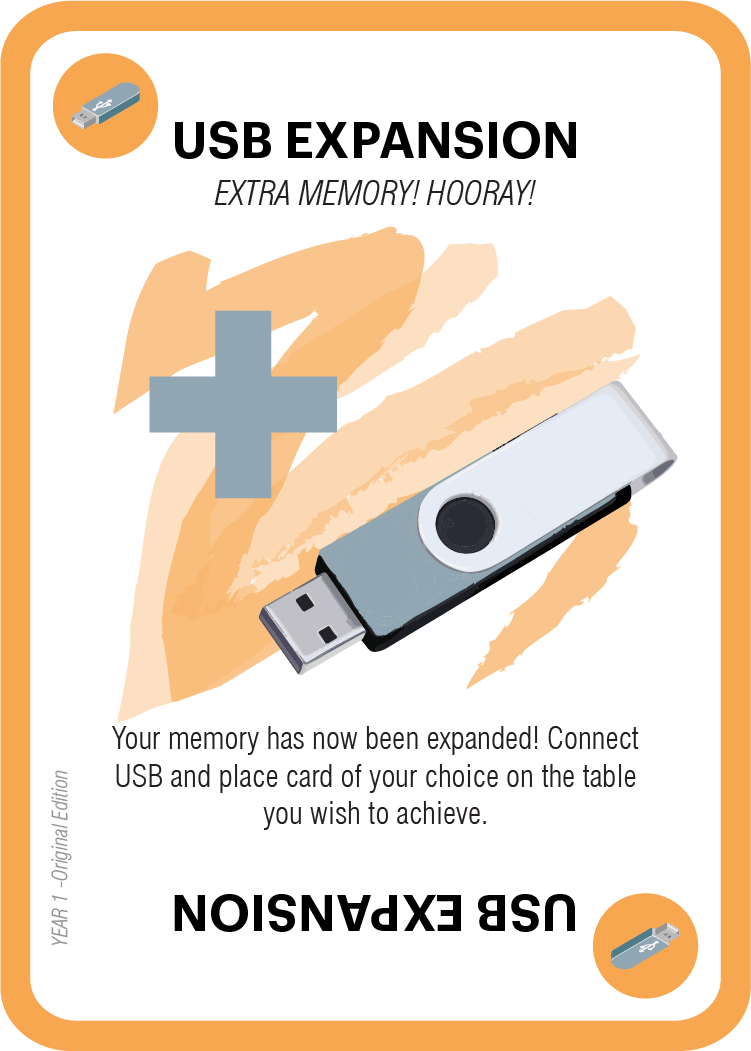 USB EXPANSION
EXTRA MEMORY! HOORAY!
Your memory has now been expanded! Connect
USB and place card of your choice on the table
you wish to achieve.
YEAR 1 -Original Edition
USB EXPANSION